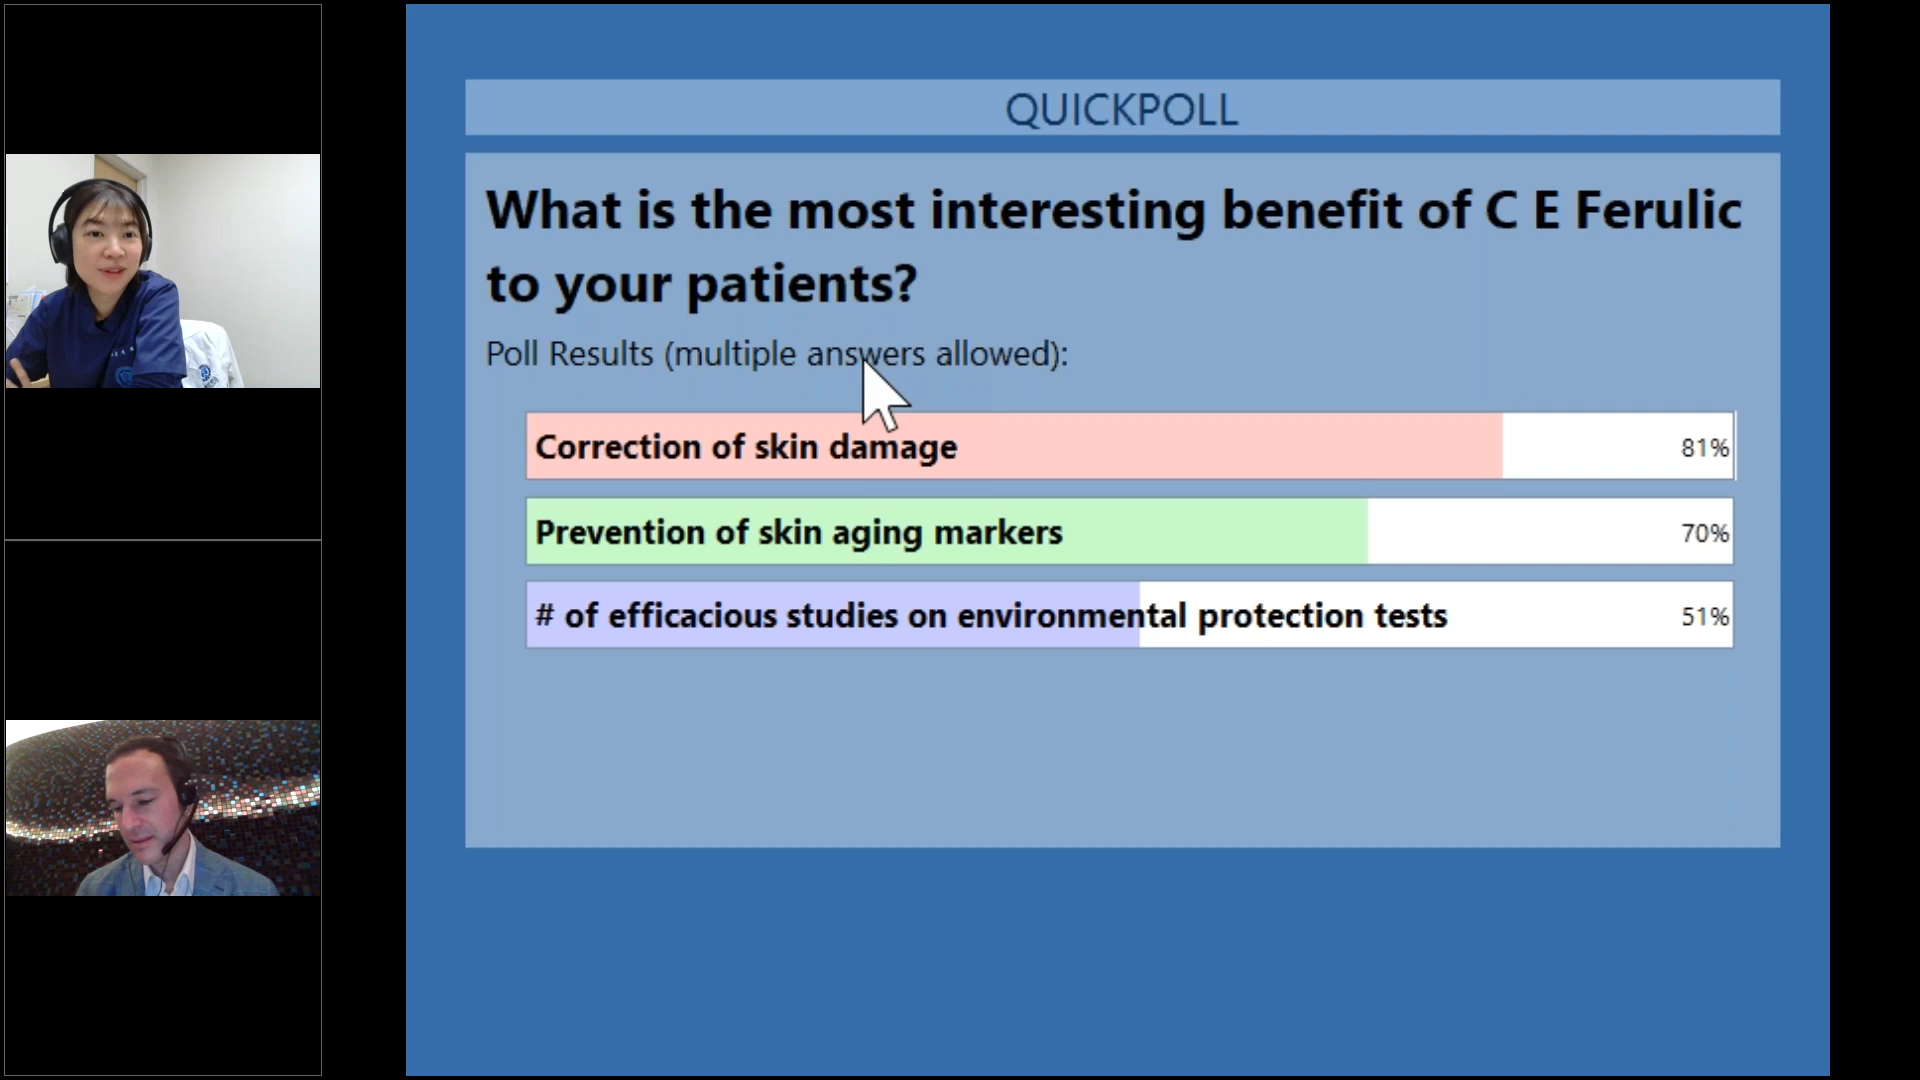 QUICKPOLL
What is the most interesting benefit of C E Ferulic
to your patients?
Poll Results (multiple answers allowed):
Correction of skin damage 81%
Prevention of skin aging markers 70%
# of efficacious studies on environmental protection tests 51%